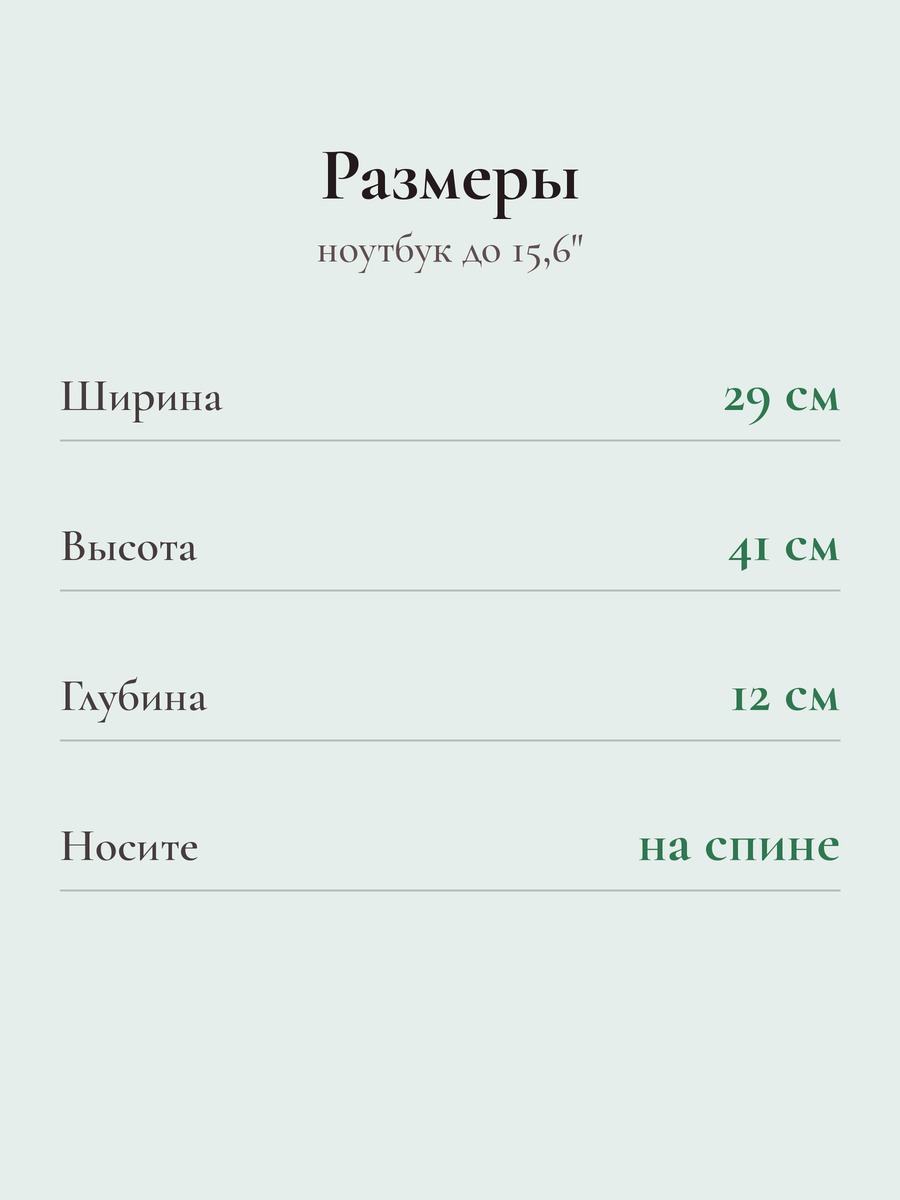 Размеры
ноутбук до 15,6"
Ширина 29 см
Высота 41 см
Глубина 12 см
Носите на спине